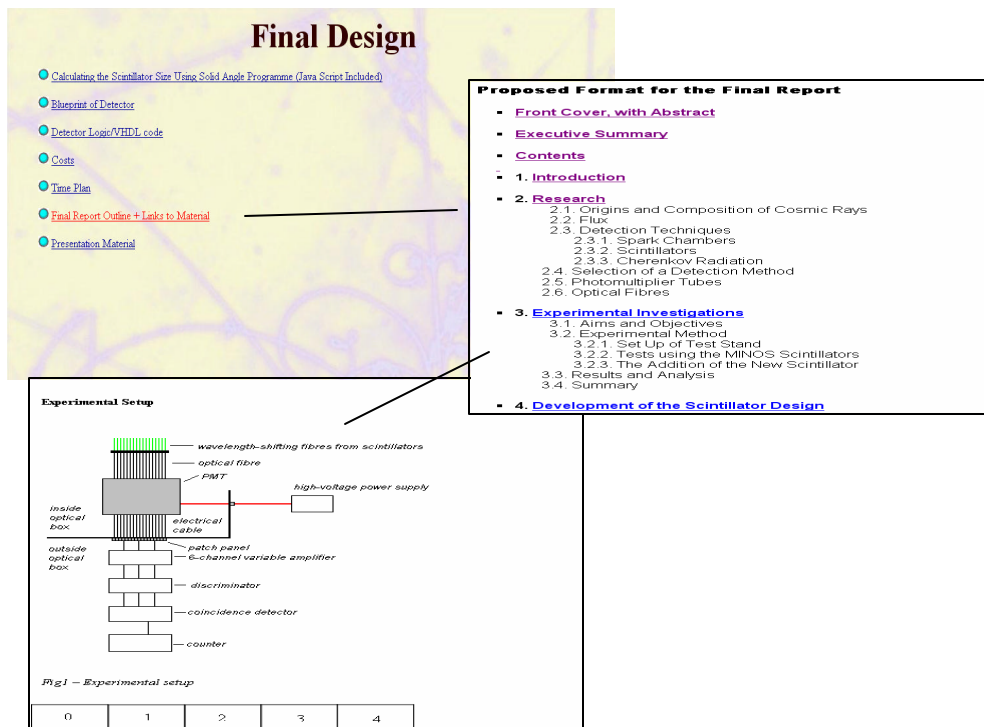 Final Design
Calculating the Scintillator Size Using Solid Angle Programme (Java Script Included)
Blueprint of Detector
Detector Logic/VHDL code
Costs
Time Plan
Final Report Outline + Links to Material
Presentation Material
Proposed Format for the Final Report
Front Cover, with Abstract
Executive Summary
Contents
1. Introduction
2. Research
2.1. Origins and Composition of Cosmic Rays
2.2. Flux
2.3. Detection Techniques
2.3.1. Spark Chambers
2.3.2. Scintillators
2.3.3. Cherenkov Radiation
2.4. Selection of a Detection Method
2.5. Photomultiplier Tubes
2.6. Optical Fibres
3. Experimental Investigations
3.1. Aims and Objectives
3.2. Experimental Method
3.2.1. Set Up of Test Stand
3.2.2. Tests using the MINOS Scintillators
3.2.3. The Addition of the New Scintillator
3.3. Results and Analysis
3.4. Summary
4. Development of the Scintillator Design
Experimental Setup
wavelength-shifting fibres from scintillators
optical fibre
PMT
high-voltage power supply
inside
optical
box
electrical
cable
outside
optical
box
patch panel
6-channel variable amplifier
discriminator
coincidence detector
counter
Fig1 – Experimental setup
0 1 2 3 4